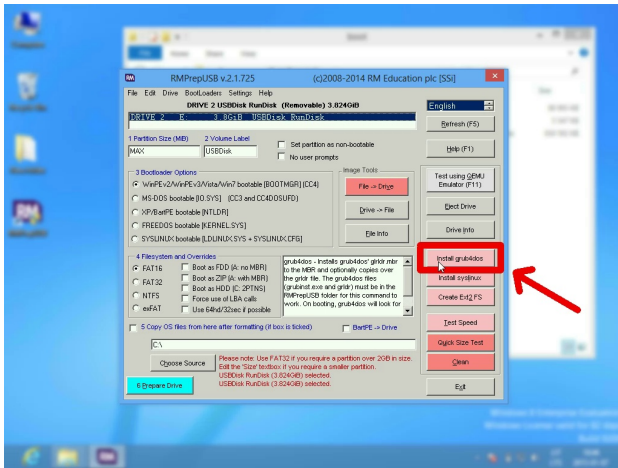 RMPrepUSB v.2.1.725 (c)2008-2014 RM Education plc [SSi]
File Edit Drive BootLoaders Settings Help
DRIVE 2 USBDisk RunDisk (Removable) 3.824GiB
English
DRIVE 2 E: 3.8GiB USBDisk RunDisk
Refresh (F5)
1 Partition Size (MiB) 2 Volume Label
MAX
USBDisk
Set partition as non-bootable
No user prompts
Help (F1)
3 Bootloader Options
WinPEv2/WinPEv3/Vista/Win7 bootable [BOOTMGR] (CC4)
MS-DOS bootable [IO.SYS] (CC3 and CC4DOSUFD)
XP/BartPE bootable [NTLDR]
FREEDOS bootable [KERNEL.SYS]
SYSLINUX bootable [LDLINUX.SYS + SYSLINUX.CFG]
Image Tools
File -> Drive
Drive -> File
File Info
Test using QEMU
Emulator (F11)
Eject Drive
Drive Info
4 Filesystem and Overrides
FAT16
FAT32
NTFS
exFAT
Boot as FDD (A: no MBR)
Boot as ZIP (A: with MBR)
Boot as HDD (C: 2PTNS)
Force use of LBA calls
Use 64hd/32sec if possible
grub4dos - Installs grub4dos' grldr.mbr
to the MBR and optionally copies over
the grldr file. The grub4dos files
(grubinst.exe and grldr) must be in the
RMPrepUSB folder for this command to
work. On booting, grub4dos will look for
Install grub4dos
Install syslinux
Create Ext2 FS
5 Copy OS files from here after formatting (if box is ticked)
BartPE -> Drive
Test Speed
C:\
Quick Size Test
Choose Source
Please note: Use FAT32 if you require a partition over 2GB in size.
Edit the 'Size' textbox if you require a smaller partition.
USBDisk RunDisk (3.824GiB) selected.
USBDisk RunDisk (3.824GiB) selected.
Clean
6 Prepare Drive
Exit